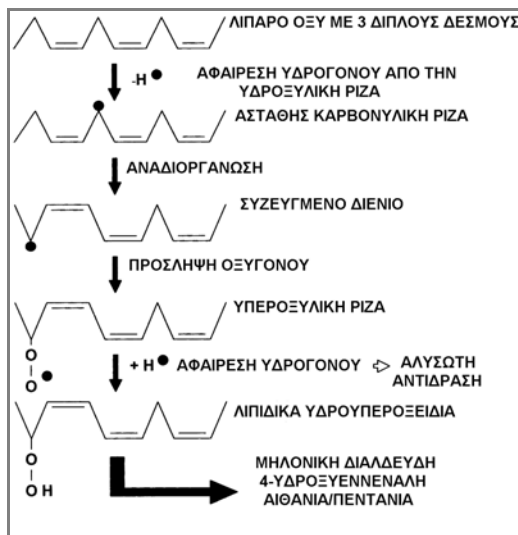 ΛΙΠΑΡΟ ΟΞΥ ΜΕ 3 ΔΙΠΛΟΥΣ ΔΕΣΜΟΥΣ
-H
ΑΦΑΙΡΕΣΗ ΥΔΡΟΓΟΝΟΥ ΑΠΟ ΤΗΝ
ΥΔΡΟΞΥΛΙΚΗ ΡΙΖΑ
ΑΣΤΑΘΗΣ ΚΑΡΒΟΝΥΛΙΚΗ ΡΙΖΑ
ΑΝΑΔΙΟΡΓΑΝΩΣΗ
ΣΥΖΕΥΓΜΕΝΟ ΔΙΕΝΙΟ
ΠΡΟΣΛΗΨΗ ΟΞΥΓΟΝΟΥ
ΥΠΕΡΟΞΥΛΙΚΗ ΡΙΖΑ
O
O
+ H ΑΦΑΙΡΕΣΗ ΥΔΡΟΓΟΝΟΥ ⇨ ΑΛΥΣΩΤΗ
ΑΝΤΙΔΡΑΣΗ
ΛΙΠΙΔΙΚΑ ΥΔΡΟΥΠΕΡΟΞΕΙΔΙΑ
O
OH
ΜΗΛΟΝΙΚΗ ΔΙΑΛΔΕΥΔΗ
4-ΥΔΡΟΞΥΕΝΝΕΝΑΛΗ
ΑΙΘΑΝΙΑ/ΠΕΝΤΑΝΙΑ